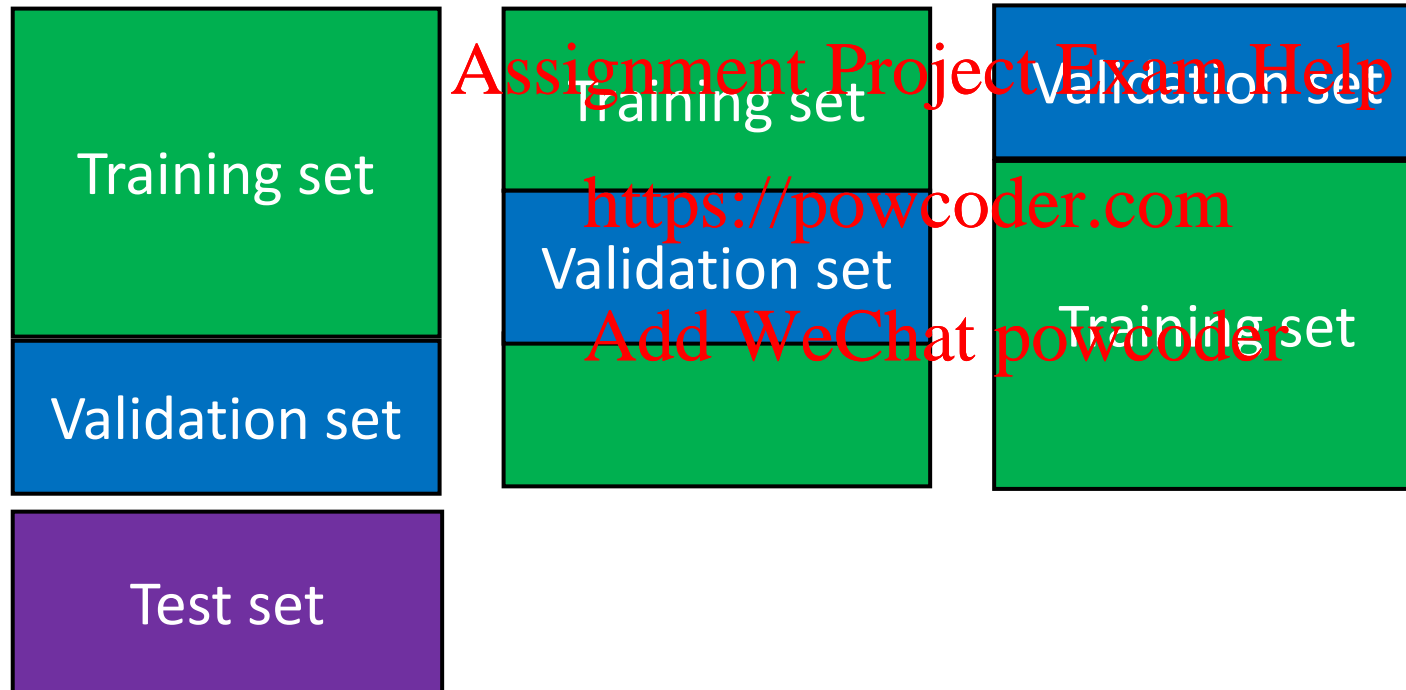 Training set
Validation set
Test set
Training set
Validation set
Validation set
Training set
Assignment Project Exam Help
https://powcoder.com
Add WeChat powcoder